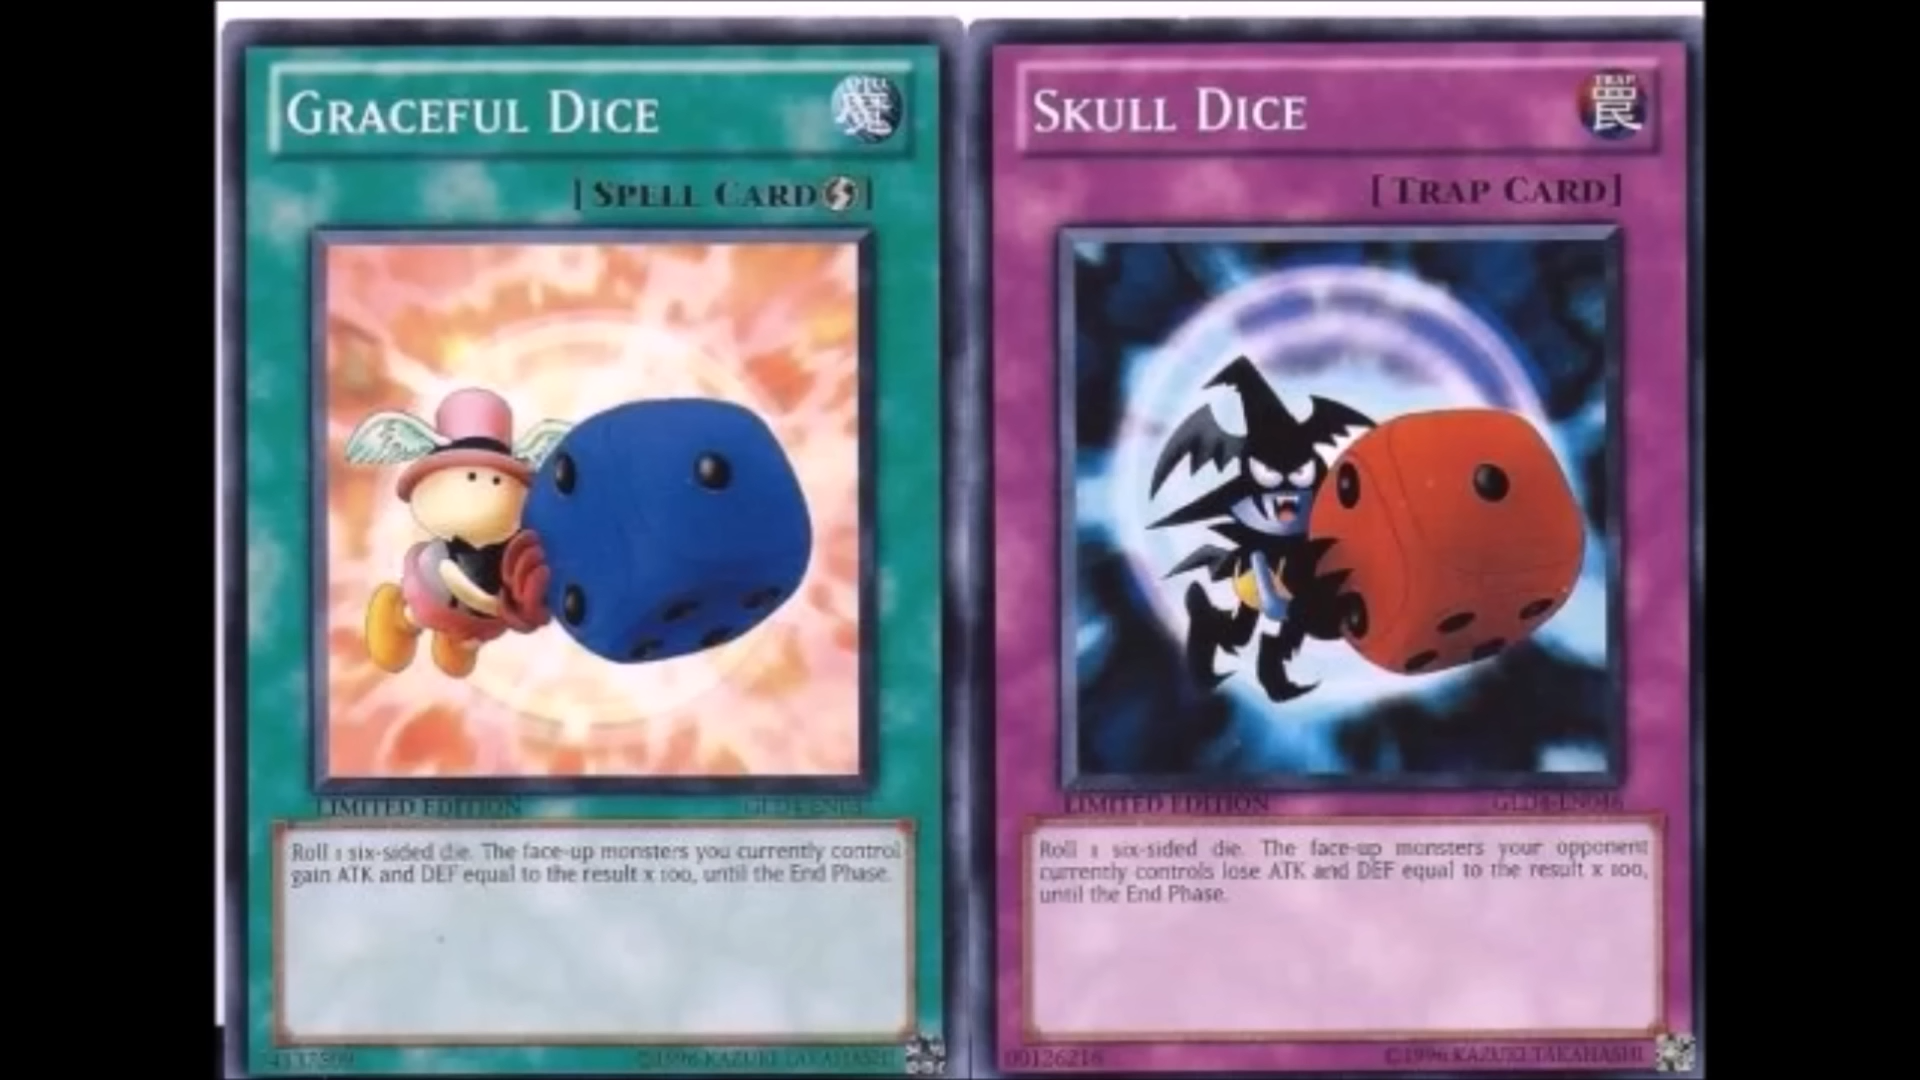 GRACEFUL DICE
[SPELL CARD]
LIMITED EDITION
Roll 1 six-sided die. The face-up monsters you currently control
gain ATK and DEF equal to the result x 100, until the End Phase.
©1996 KAZUKI TAKAHASHI
SKULL DICE
TRAP
罠
[TRAP CARD]
LIMITED EDITION
GLD4-EN046
Roll 1 six-sided die. The face-up monsters your opponent
currently controls lose ATK and DEF equal to the result x 100,
until the End Phase.
00126218
©1996 KAZUKI TAKAHASHI